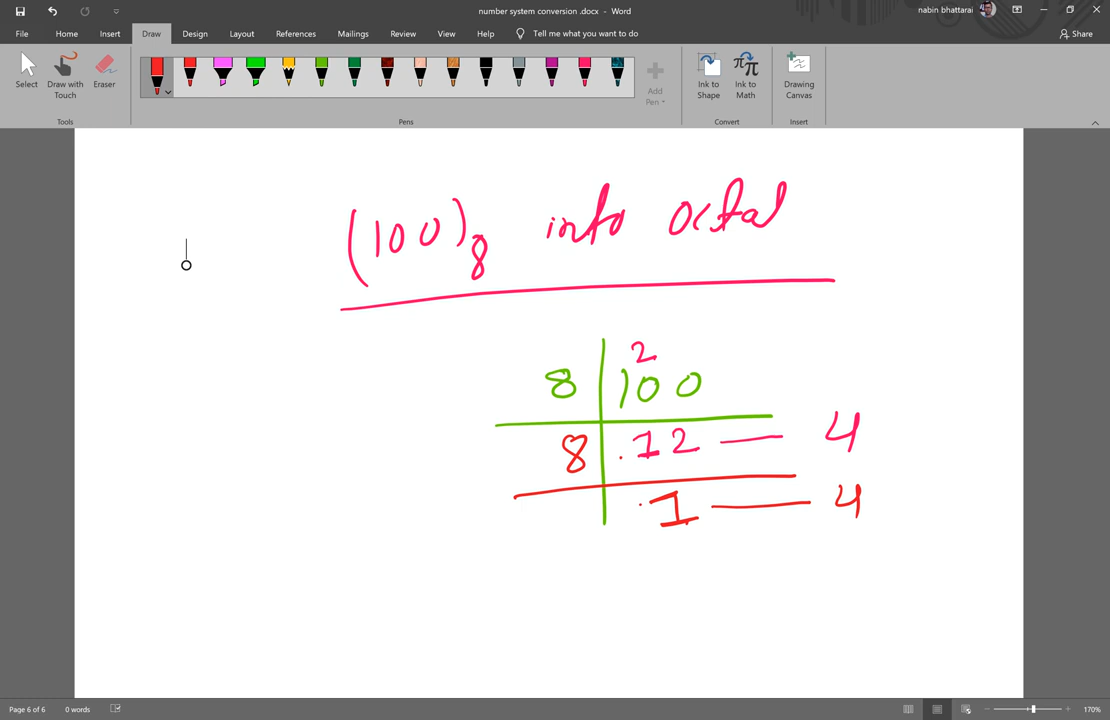 number system conversion .docx - Word
nabin bhattarai
File Home Insert Draw Design Layout References Mailings Review View Help Tell me what you want to do Share
Select Draw with Touch Eraser Add Pen Ink to Shape Ink to Math Drawing Canvas
Tools Pens Convert Insert
(100)8 into octal
2
8 100
8 .12 — 4
.1 — 4
Page 6 of 6 0 words 170%